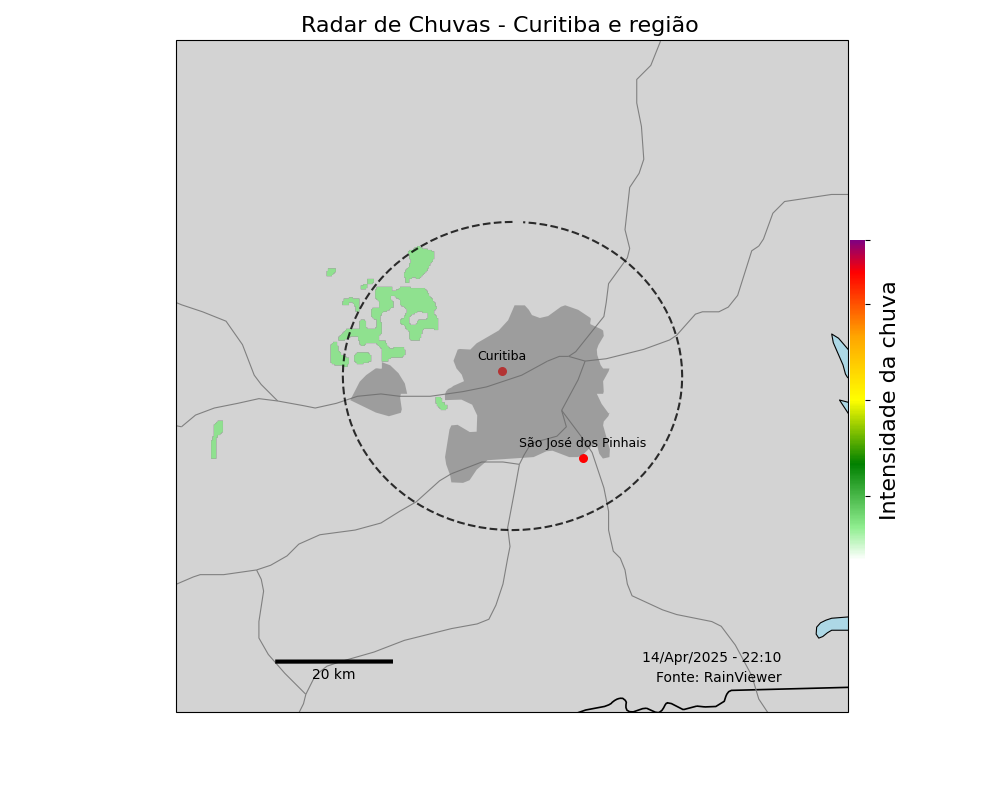 Radar de Chuvas - Curitiba e região
Curitiba
São José dos Pinhais
Intensidade da chuva
14/Apr/2025 - 22:10
Fonte: RainViewer
20 km